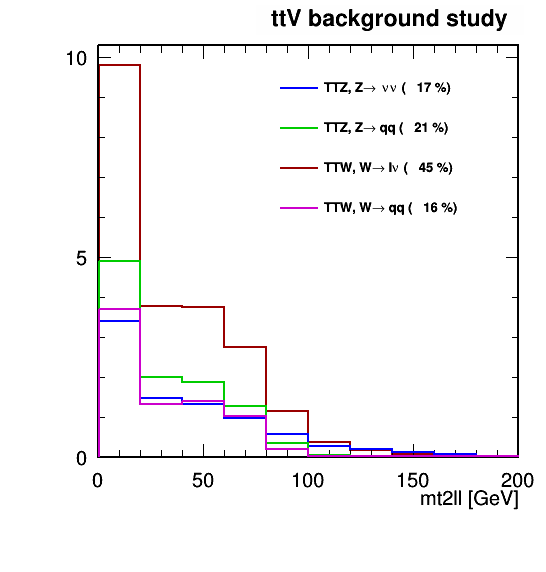 ttV background study
10
TTZ, Z→ νν ( 17 %)
TTZ, Z→ qq ( 21 %)
TTW, W→ lν ( 45 %)
TTW, W→ qq ( 16 %)
5
0
0 50 100 150 200
mt2ll [GeV]